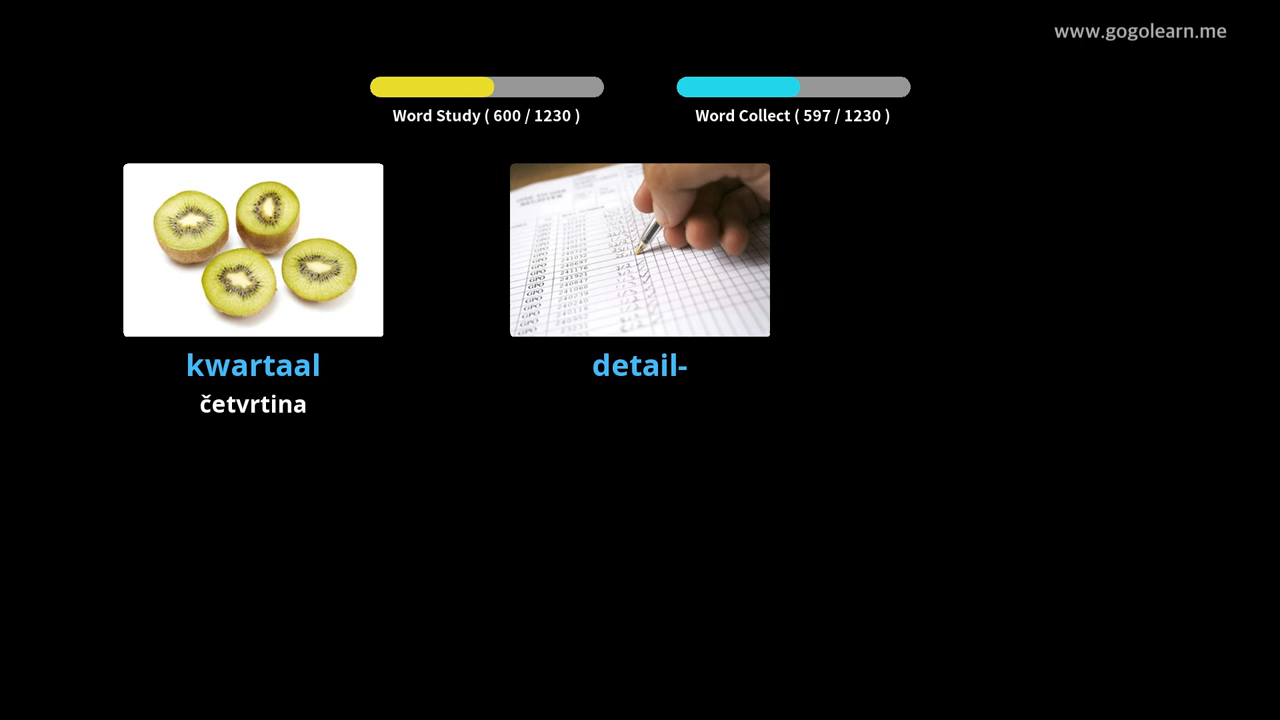 www.gogolearn.me
Word Study ( 600 / 1230 )
Word Collect ( 597 / 1230 )
kwartaal
četvrtina
detail-